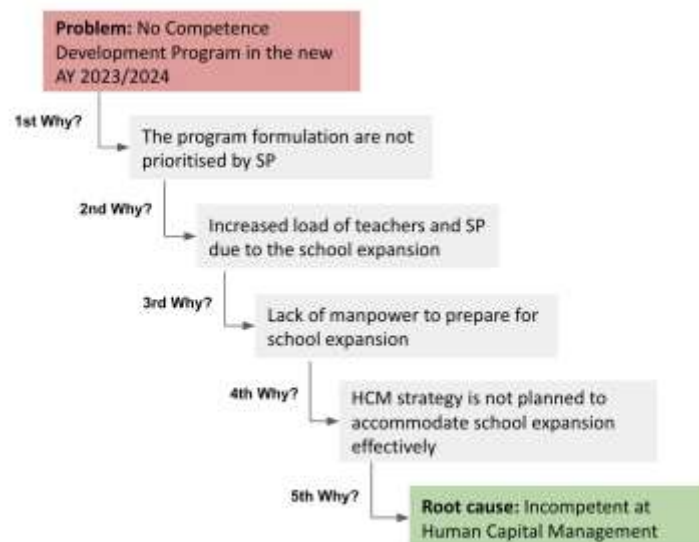 Problem: No Competence
Development Program in the new
AY 2023/2024
1st Why?
The program formulation are not
prioritised by SP
2nd Why?
Increased load of teachers and SP
due to the school expansion
3rd Why?
Lack of manpower to prepare for
school expansion
4th Why?
HCM strategy is not planned to
accommodate school expansion
effectively
5th Why?
Root cause: Incompetent at
Human Capital Management